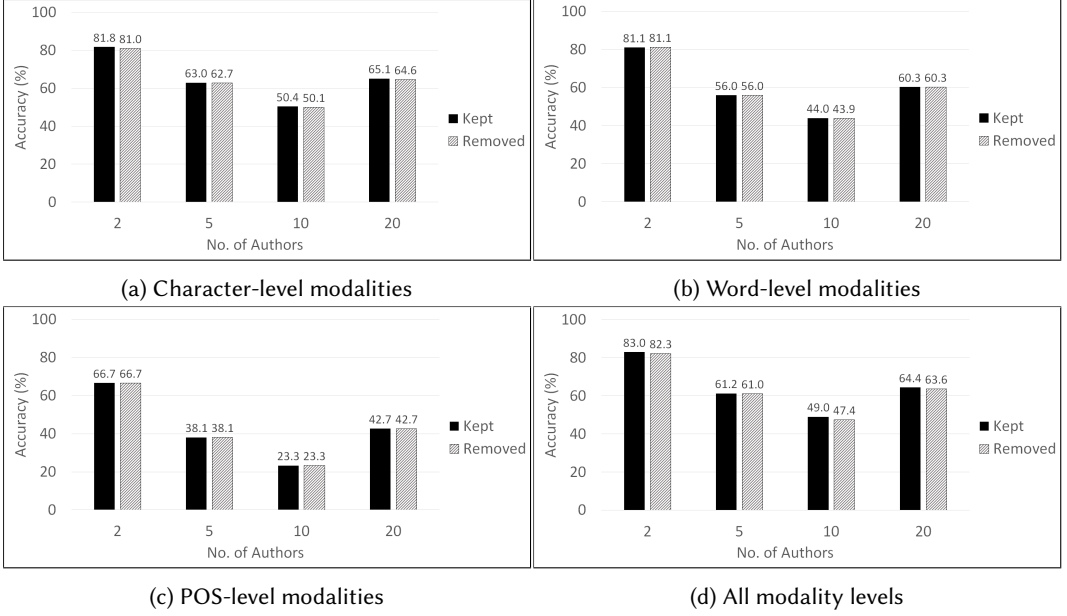 100
80
60
40
20
0
Accuracy (%)
81.8 81.0
63.0 62.7
50.4 50.1
65.1 64.6
2 5 10 20
No. of Authors
Kept
Removed
(a) Character-level modalities
100
80
60
40
20
0
Accuracy (%)
81.1 81.1
56.0 56.0
44.0 43.9
60.3 60.3
2 5 10 20
No. of Authors
Kept
Removed
(b) Word-level modalities
100
80
60
40
20
0
Accuracy (%)
66.7 66.7
38.1 38.1
23.3 23.3
42.7 42.7
2 5 10 20
No. of Authors
Kept
Removed
(c) POS-level modalities
100
80
60
40
20
0
Accuracy (%)
83.0 82.3
61.2 61.0
49.0 47.4
64.4 63.6
2 5 10 20
No. of Authors
Kept
Removed
(d) All modality levels